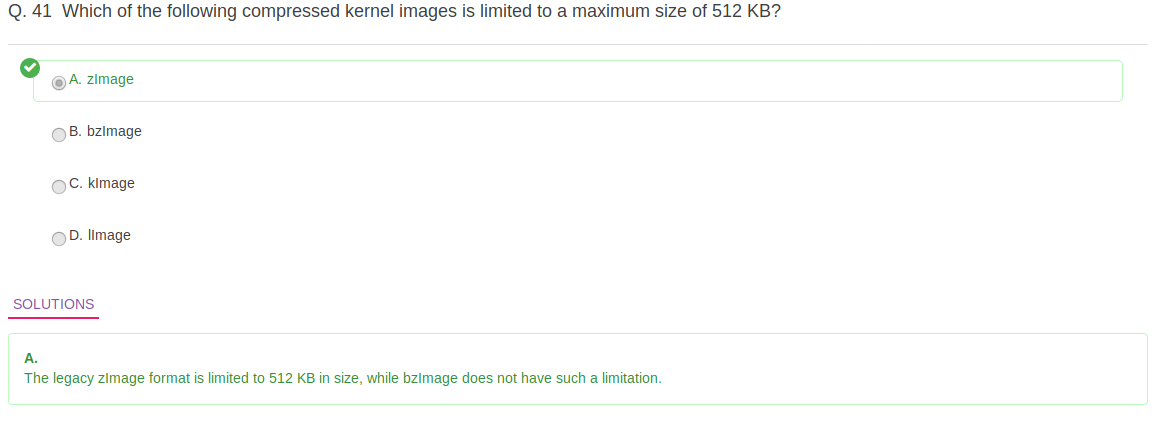 Q. 41 Which of the following compressed kernel images is limited to a maximum size of 512 KB?
A. zImage
B. bzImage
C. kImage
D. lImage
SOLUTIONS
A.
The legacy zImage format is limited to 512 KB in size, while bzImage does not have such a limitation.